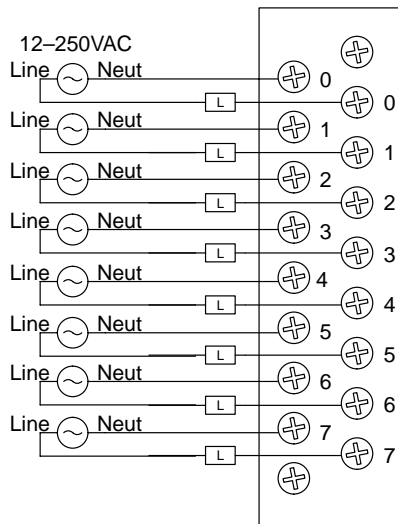 12–250VAC
Line Neut 0
L 0
Line Neut 1
L 1
Line Neut 2
L 2
Line Neut 3
L 3
Line Neut 4
L 4
Line Neut 5
L 5
Line Neut 6
L 6
Line Neut 7
L 7